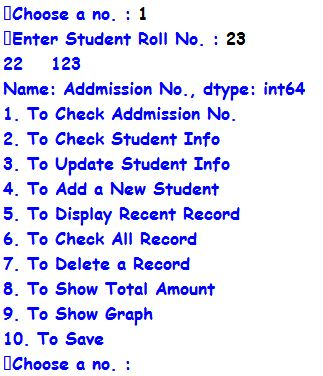 Choose a no. : 1
Enter Student Roll No. : 23
22    123
Name: Addmission No., dtype: int64
1. To Check Addmission No.
2. To Check Student Info
3. To Update Student Info
4. To Add a New Student
5. To Display Recent Record
6. To Check All Record
7. To Delete a Record
8. To Show Total Amount
9. To Show Graph
10. To Save
Choose a no. :